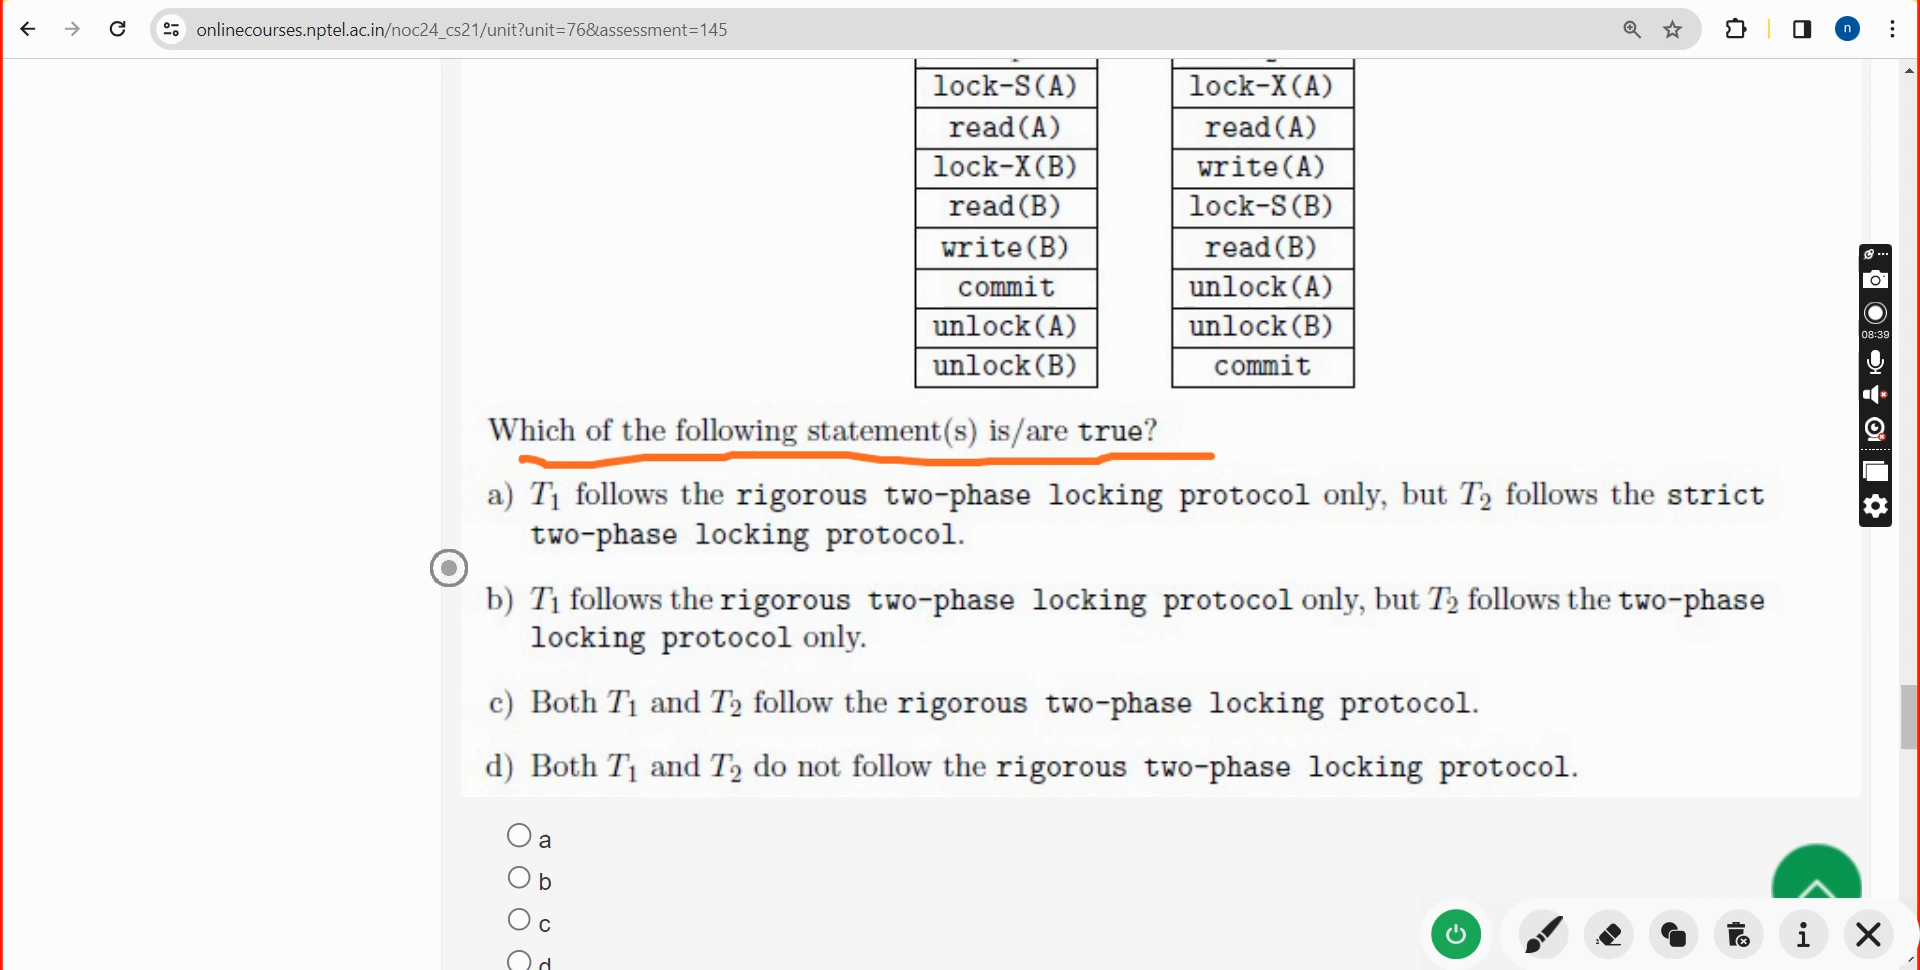 onlinecourses.nptel.ac.in/noc24_cs21/unit?unit=76&assessment=145
n
lock-S(A) lock-X(A)
read(A) read(A)
lock-X(B) write(A)
read(B) lock-S(B)
write(B) read(B)
commit unlock(A)
unlock(A) unlock(B)
unlock(B) commit
08:39
Which of the following statement(s) is/are true?
a) T₁ follows the rigorous two-phase locking protocol only, but T₂ follows the strict
two-phase locking protocol.
b) T₁ follows the rigorous two-phase locking protocol only, but T₂ follows the two-phase
locking protocol only.
c) Both T₁ and T₂ follow the rigorous two-phase locking protocol.
d) Both T₁ and T₂ do not follow the rigorous two-phase locking protocol.
a
b
c
d